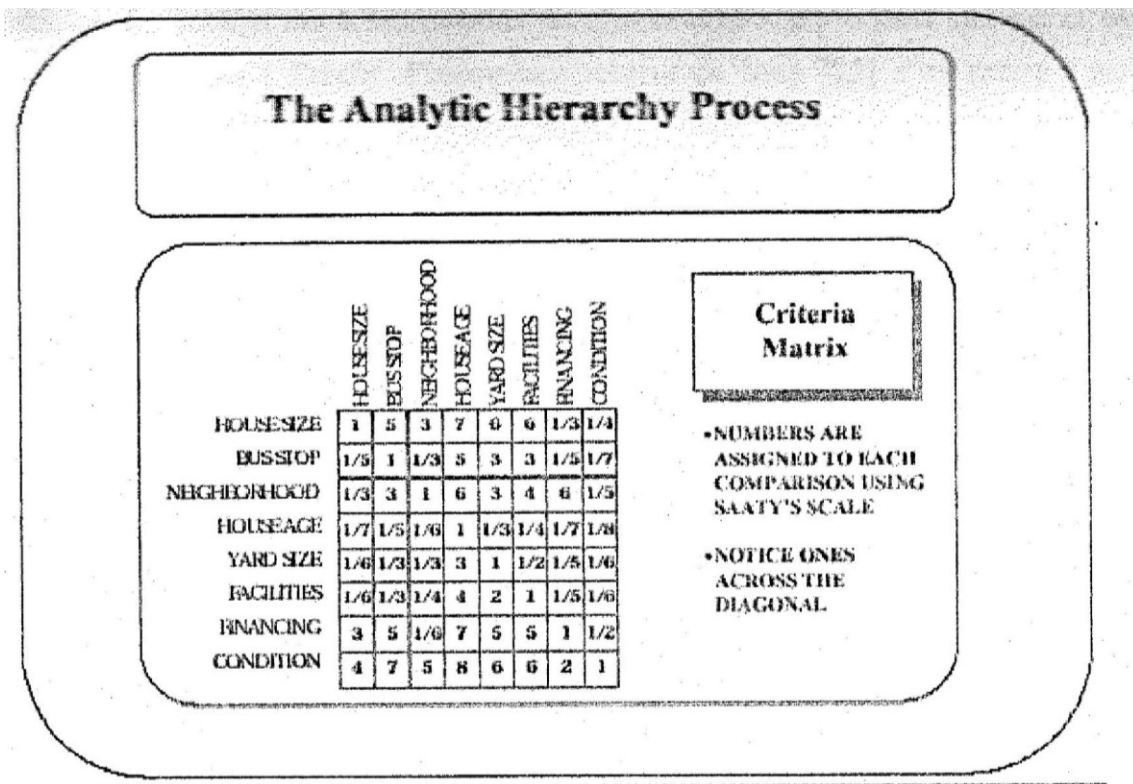 The Analytic Hierarchy Process
HOUSE SIZE
BUS STOP
NEIGHBORHOOD
HOUSE AGE
YARD SIZE
FACILITIES
FINANCING
CONDITION
HOUSE SIZE 1 5 3 7 6 6 1/3 1/4
BUS STOP 1/5 1 1/3 5 3 3 1/5 1/7
NEIGHBORHOOD 1/3 3 1 6 3 4 6 1/5
HOUSE AGE 1/7 1/5 1/6 1 1/3 1/4 1/7 1/8
YARD SIZE 1/6 1/3 1/3 3 1 1/2 1/5 1/6
FACILITIES 1/6 1/3 1/4 4 2 1 1/5 1/6
FINANCING 3 5 1/6 7 5 5 1 1/2
CONDITION 4 7 5 8 6 6 2 1
Criteria
Matrix
•NUMBERS ARE
ASSIGNED TO EACH
COMPARISON USING
SAATY'S SCALE
•NOTICE ONES
ACROSS THE
DIAGONAL